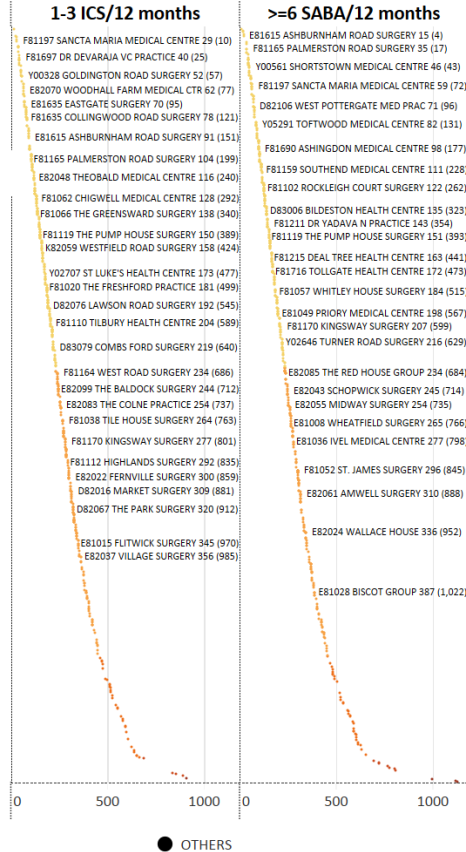 1-3 ICS/12 months
F81197 SANCTA MARIA MEDICAL CENTRE 29 (10)
F81697 DR DEVARAJA VC PRACTICE 40 (25)
Y00328 GOLDINGTON ROAD SURGERY 52 (57)
E82070 WOODHALL FARM MEDICAL CTR 62 (77)
E81635 EASTGATE SURGERY 70 (95)
F81635 COLLINGWOOD ROAD SURGERY 78 (121)
E81615 ASHBURNHAM ROAD SURGERY 91 (151)
F81165 PALMERSTON ROAD SURGERY 104 (199)
E82048 THEOBALD MEDICAL CENTRE 116 (240)
F81062 CHIGWELL MEDICAL CENTRE 128 (292)
F81066 THE GREENSWARD SURGERY 138 (340)
F81119 THE PUMP HOUSE SURGERY 150 (389)
K82059 WESTFIELD ROAD SURGERY 158 (424)
Y02707 ST LUKE'S HEALTH CENTRE 173 (477)
F81020 THE FRESHFORD PRACTICE 181 (499)
D82076 LAWSON ROAD SURGERY 192 (545)
F81110 TILBURY HEALTH CENTRE 204 (589)
D83079 COMBS FORD SURGERY 219 (640)
F81164 WEST ROAD SURGERY 234 (686)
E82099 THE BALDOCK SURGERY 244 (712)
E82083 THE COLNE PRACTICE 254 (737)
F81038 TILE HOUSE SURGERY 264 (763)
F81170 KINGSWAY SURGERY 277 (801)
F81112 HIGHLANDS SURGERY 292 (835)
E82022 FERNVILLE SURGERY 300 (859)
D82016 MARKET SURGERY 309 (881)
D82067 THE PARK SURGERY 320 (912)
E81015 FLITWICK SURGERY 345 (970)
E82037 VILLAGE SURGERY 356 (985)
0 500 1000
>=6 SABA/12 months
E81615 ASHBURNHAM ROAD SURGERY 15 (4)
F81165 PALMERSTON ROAD SURGERY 35 (17)
Y00561 SHORTSTOWN MEDICAL CENTRE 46 (43)
F81197 SANCTA MARIA MEDICAL CENTRE 59 (72)
D82106 WEST POTTERGATE MED PRAC 71 (96)
Y05291 TOFTWOOD MEDICAL CENTRE 82 (131)
F81690 ASHINGDON MEDICAL CENTRE 98 (177)
F81159 SOUTHEND MEDICAL CENTRE 111 (228)
F81102 ROCKLEIGH COURT SURGERY 122 (262)
D83006 BILDESTON HEALTH CENTRE 135 (323)
F81211 DR YADAVA N PRACTICE 143 (354)
F81119 THE PUMP HOUSE SURGERY 151 (393)
F81215 DEAL TREE HEALTH CENTRE 163 (441)
F81716 TOLLGATE HEALTH CENTRE 172 (473)
F81057 WHITLEY HOUSE SURGERY 184 (515)
E81049 PRIORY MEDICAL CENTRE 198 (567)
F81170 KINGSWAY SURGERY 207 (599)
Y02646 TURNER ROAD SURGERY 216 (629)
E82085 THE RED HOUSE GROUP 234 (684)
E82043 SCHOPWICK SURGERY 245 (714)
E82055 MIDWAY SURGERY 254 (735)
E81008 WHEATFIELD SURGERY 265 (766)
E81036 IVEL MEDICAL CENTRE 277 (798)
F81052 ST. JAMES SURGERY 296 (845)
E82061 AMWELL SURGERY 310 (888)
E82024 WALLACE HOUSE 336 (952)
E81028 BISCOT GROUP 387 (1,022)
0 500 1000
OTHERS